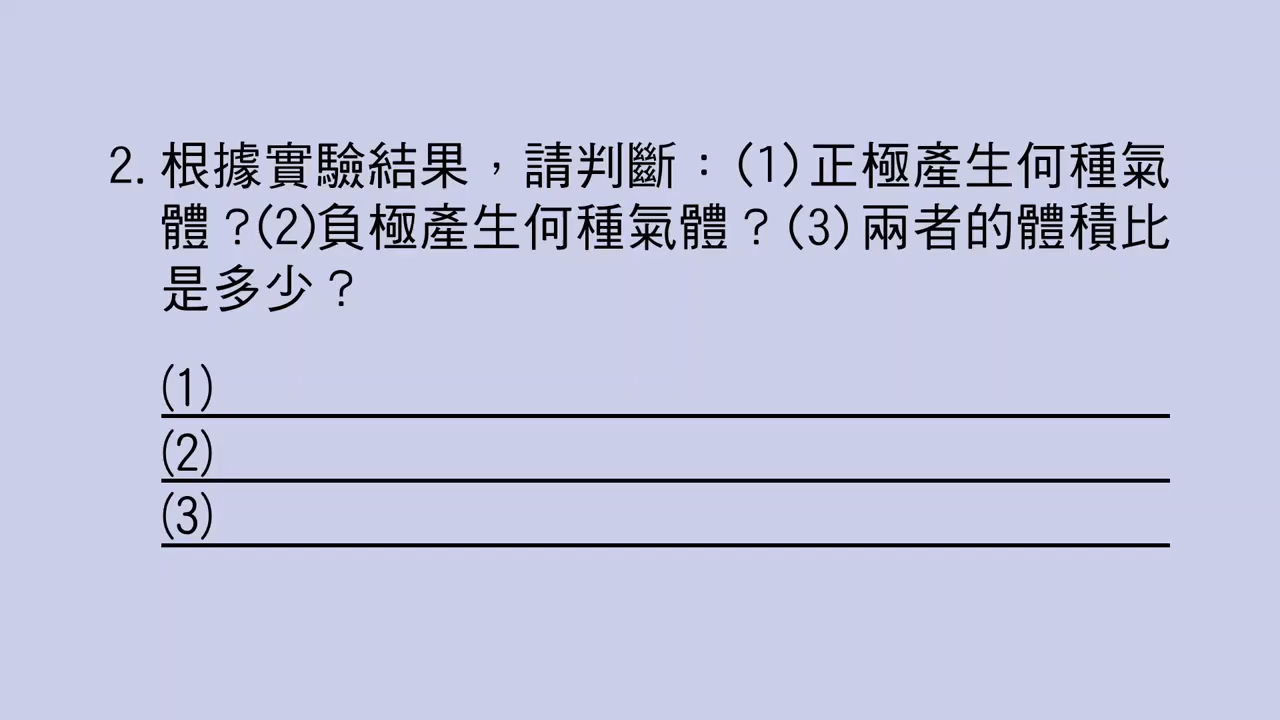 2. 根據實驗結果，請判斷：(1)正極產生何種氣
體？(2)負極產生何種氣體？(3)兩者的體積比
是多少？
(1)
(2)
(3)